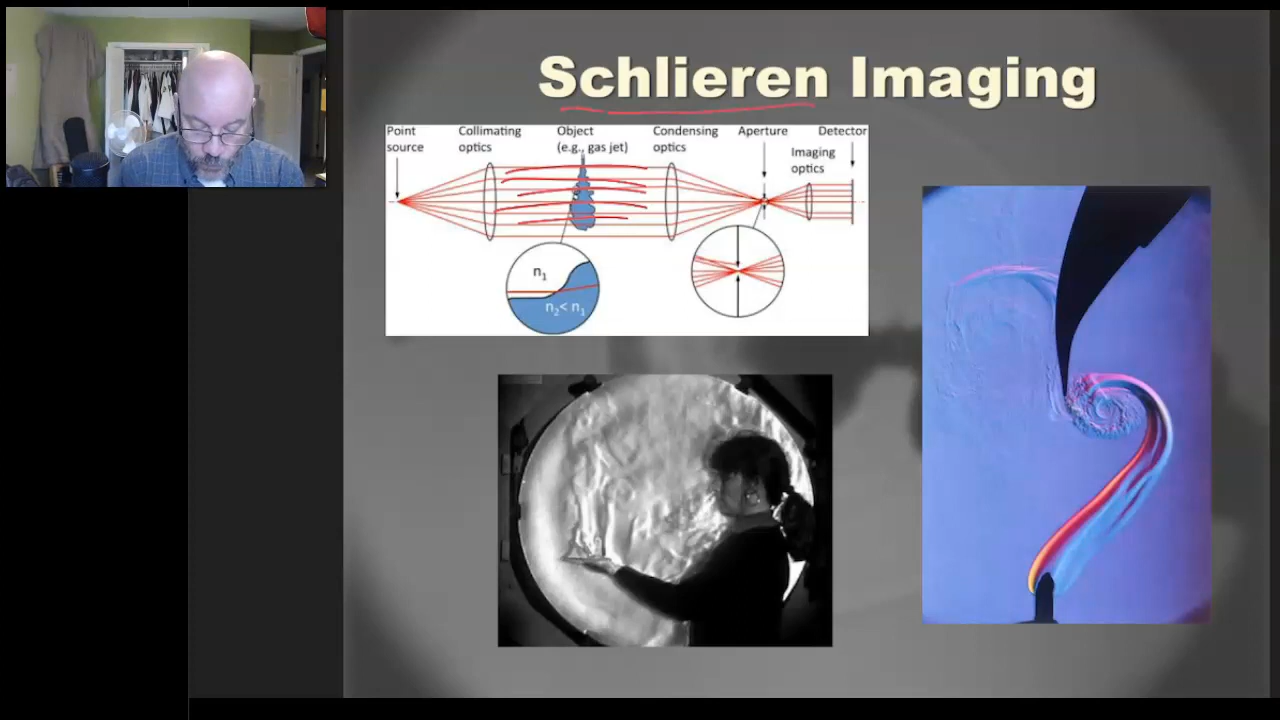 Schlieren Imaging
Point
source
Collimating
optics
Object
(e.g., gas jet)
Condensing
optics
Aperture
Detector
Imaging
optics
n₁
n₂< n₁